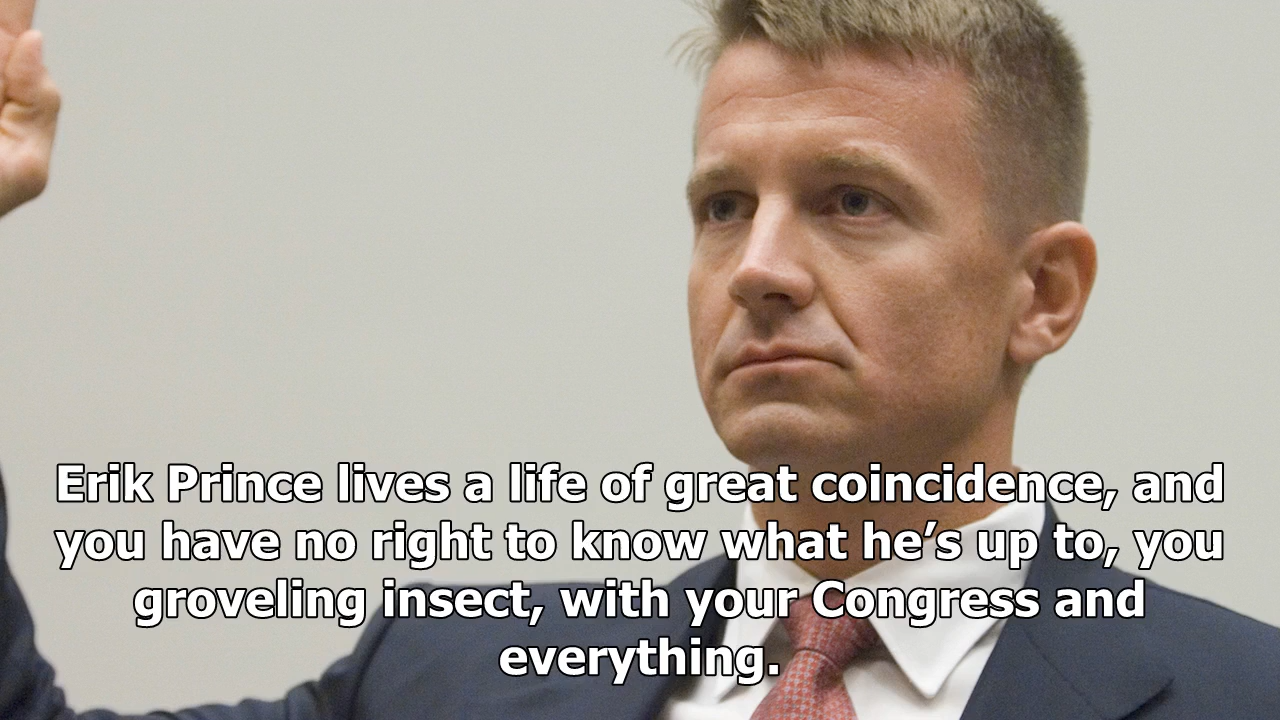 Erik Prince lives a life of great coincidence, and
you have no right to know what he’s up to, you
groveling insect, with your Congress and
everything.